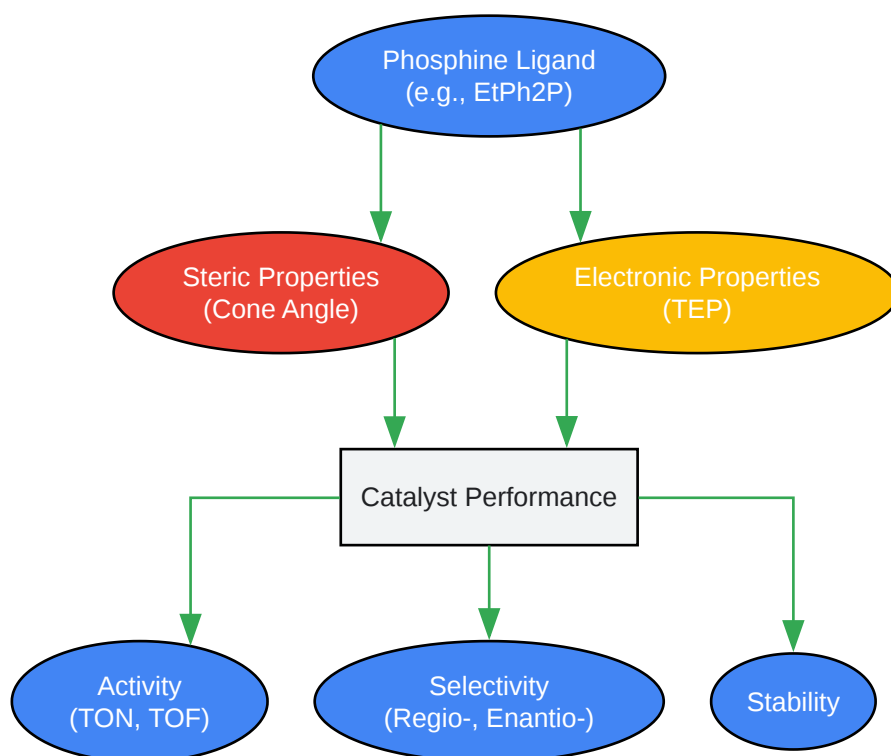 Phosphine Ligand
(e.g., EtPh2P)
Steric Properties
(Cone Angle)
Electronic Properties
(TEP)
Catalyst Performance
Activity
(TON, TOF)
Selectivity
(Regio-, Enantio-)
Stability